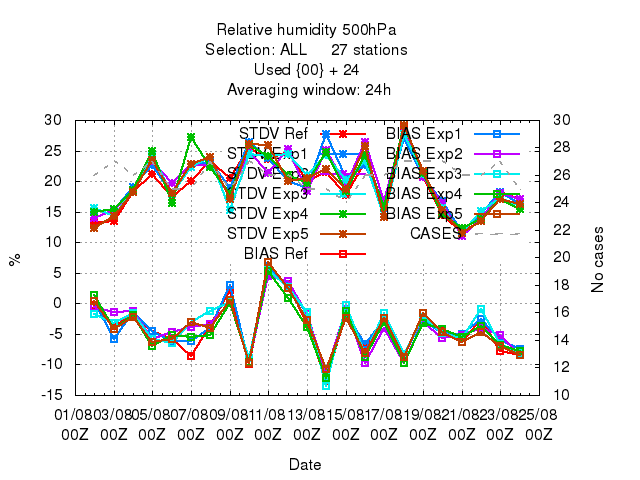 Relative humidity 500hPa
Selection: ALL 27 stations
Used {00} + 24
Averaging window: 24h
30 30
25 28
20 26
15 24
10 22
5 20
0 18
-5 16
-10 14
-15 12
10
%
No cases
STDV Ref
STDV Exp1
STDV Exp2
STDV Exp3
STDV Exp4
STDV Exp5
BIAS Ref
BIAS Exp1
BIAS Exp2
BIAS Exp3
BIAS Exp4
BIAS Exp5
CASES
01/08 03/08 05/08 07/08 09/08 11/08 13/08 15/08 17/08 19/08 21/08 23/08 25/08
00Z 00Z 00Z 00Z 00Z 00Z 00Z 00Z 00Z 00Z 00Z 00Z 00Z
Date